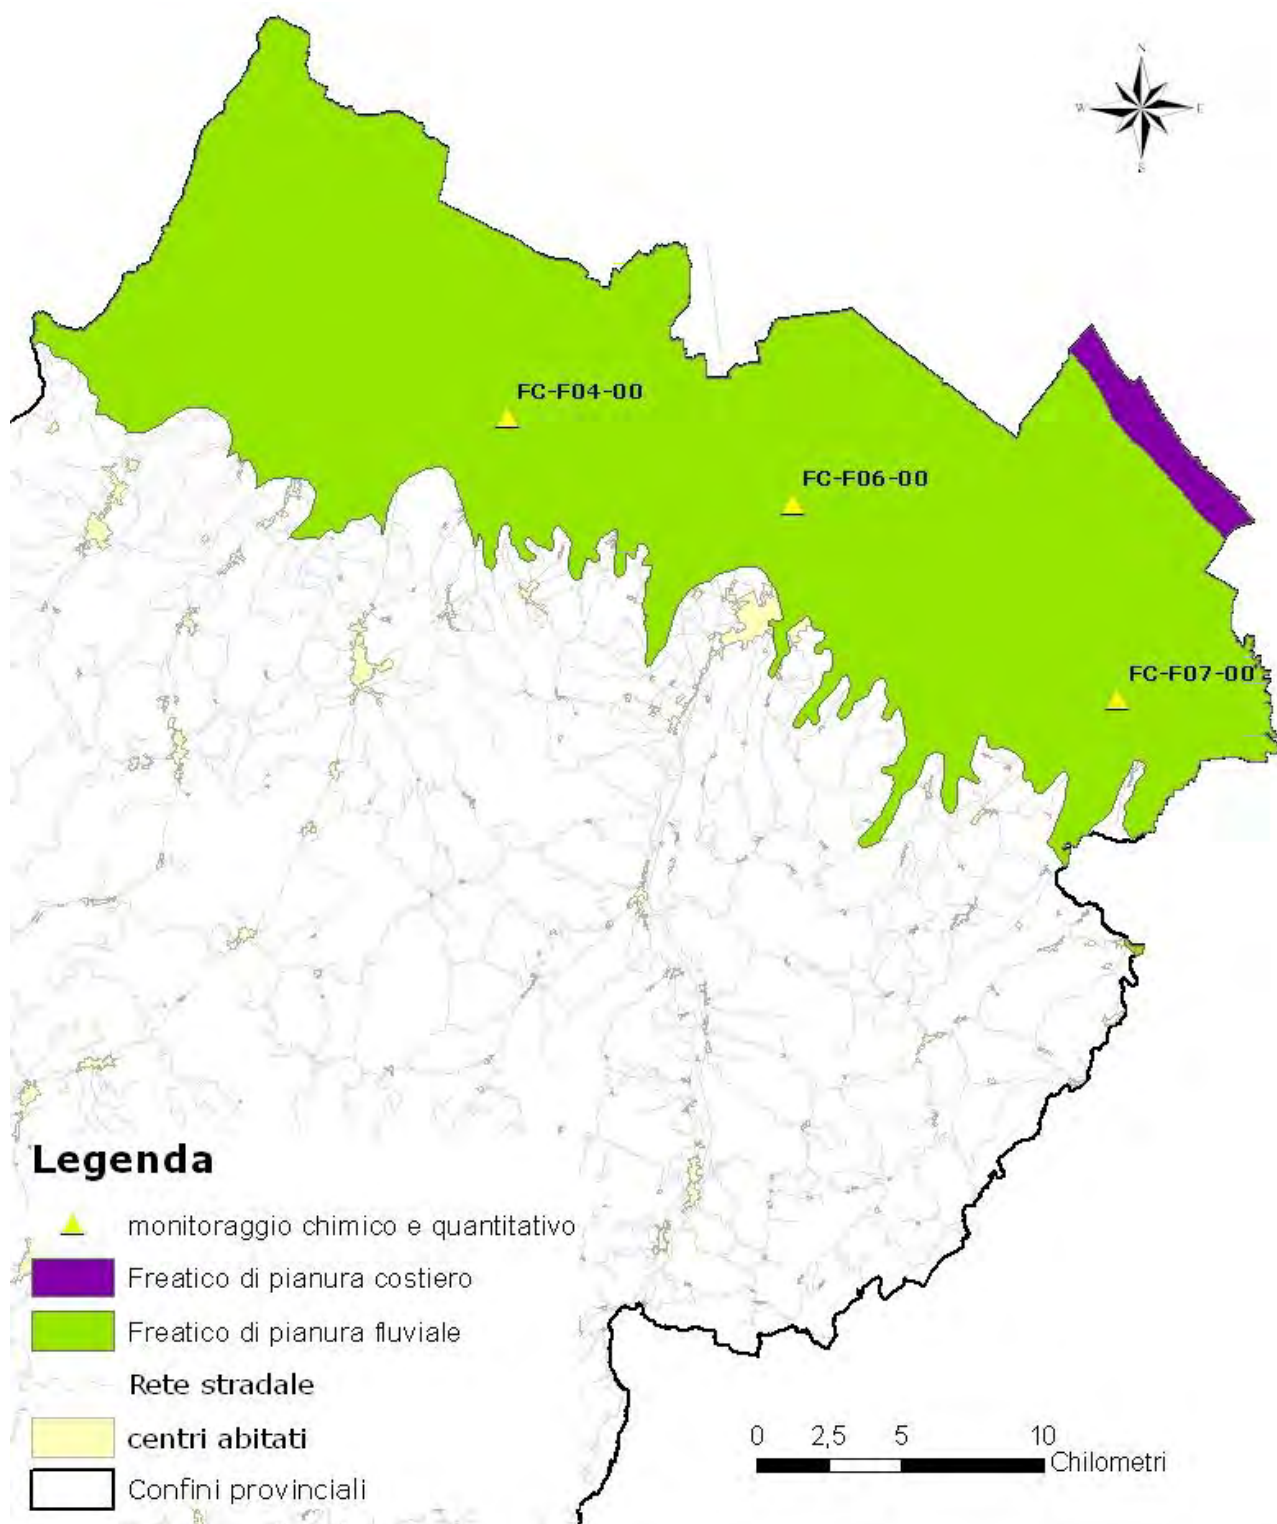 N
W E
S
FC-F04-00
FC-F06-00
FC-F07-00
Legenda
monitoraggio chimico e quantitativo
Freatico di pianura costiero
Freatico di pianura fluviale
Rete stradale
centri abitati
Confini provinciali
0 2,5 5 10
Chilometri